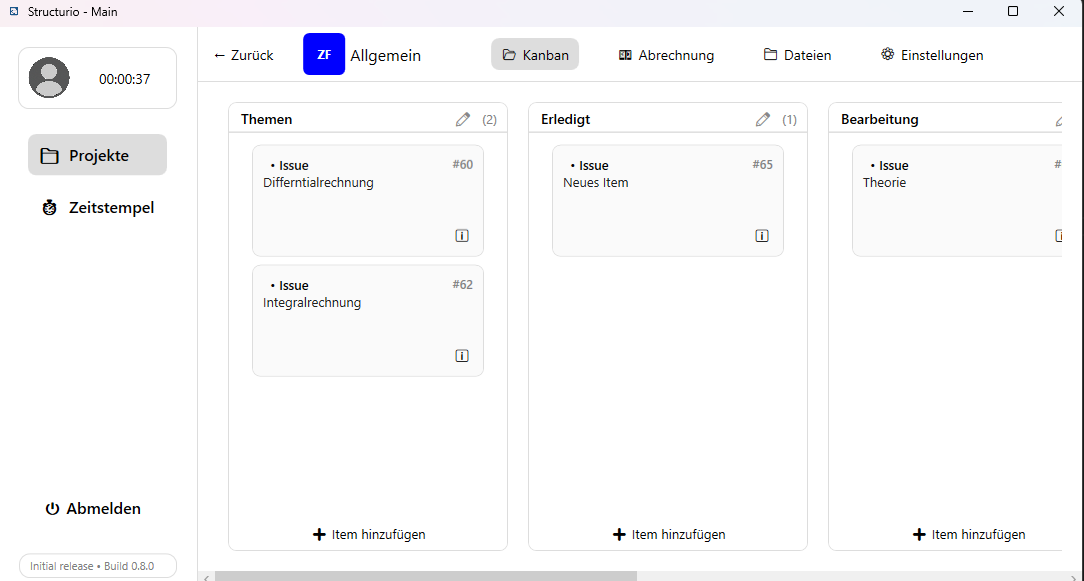 Structurio - Main
00:00:37
Projekte
Zeitstempel
Abmelden
Initial release • Build 0.8.0
← Zurück
ZF
Allgemein
Kanban
Abrechnung
Dateien
Einstellungen
Themen
(2)
• Issue
#60
Differntialrechnung
• Issue
#62
Integralrechnung
Item hinzufügen
Erledigt
(1)
• Issue
#65
Neues Item
Item hinzufügen
Bearbeitung
• Issue
#
Theorie
Item hinzufügen